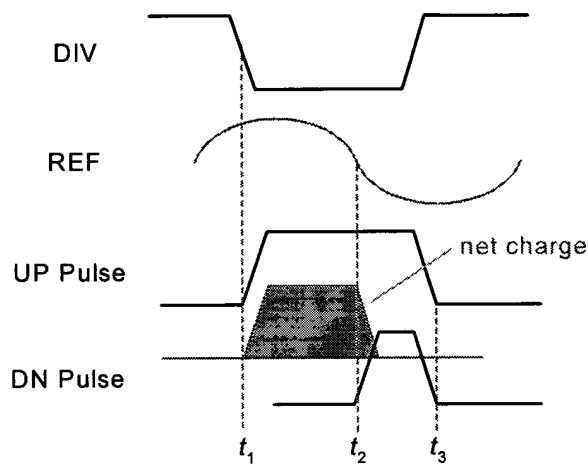 DIV
REF
UP Pulse
net charge
DN Pulse
t₁ t₂ t₃